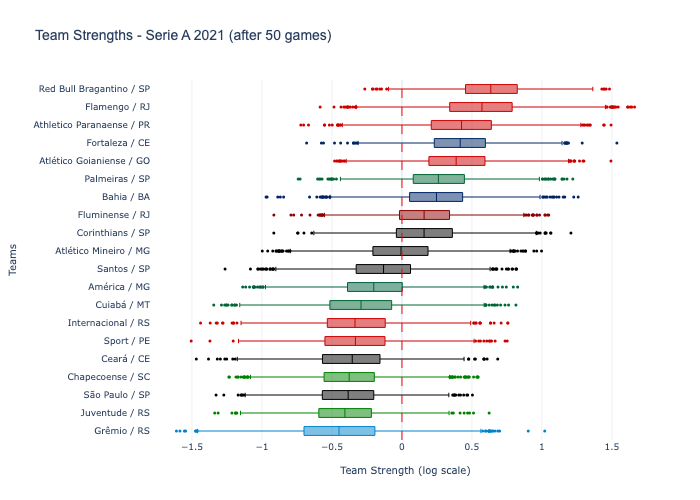 Team Strengths - Serie A 2021 (after 50 games)
Red Bull Bragantino / SP
Flamengo / RJ
Athletico Paranaense / PR
Fortaleza / CE
Atlético Goianiense / GO
Palmeiras / SP
Bahia / BA
Fluminense / RJ
Corinthians / SP
Atlético Mineiro / MG
Santos / SP
América / MG
Cuiabá / MT
Internacional / RS
Sport / PE
Ceará / CE
Chapecoense / SC
São Paulo / SP
Juventude / RS
Grêmio / RS
Teams
−1.5 −1 −0.5 0 0.5 1 1.5
Team Strength (log scale)